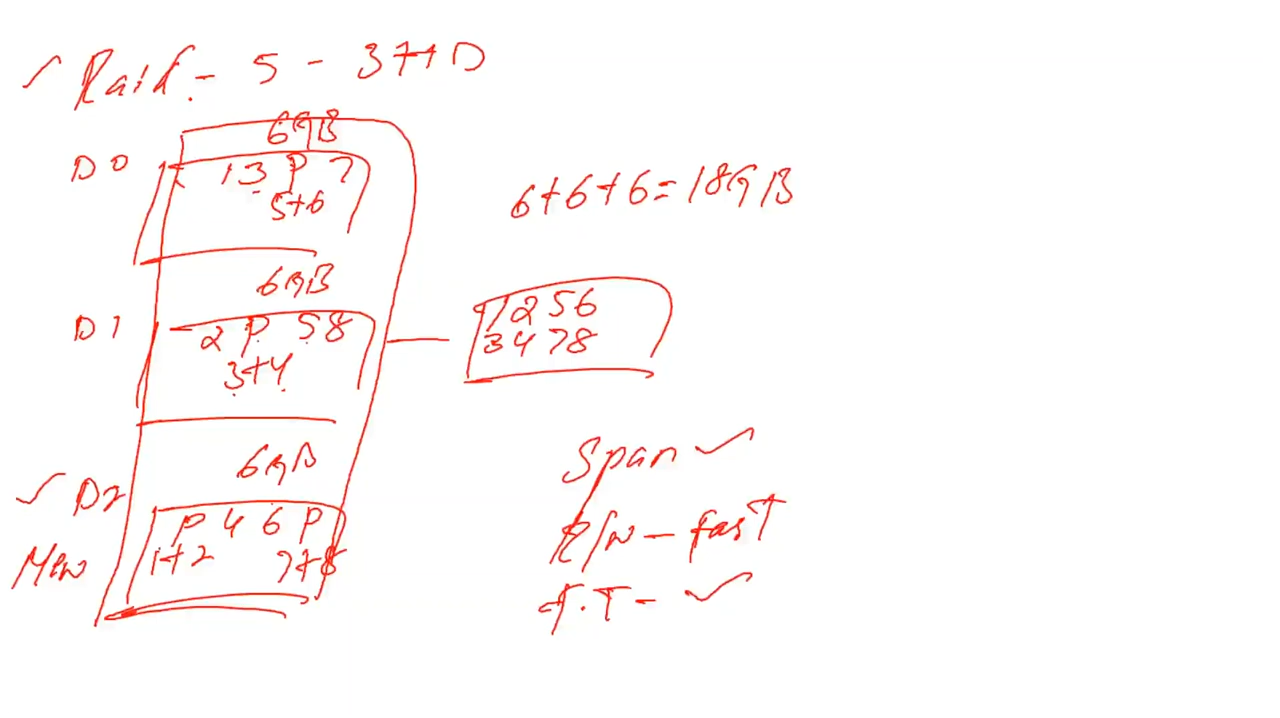 Raid - 5 - 3 HD
6GB
D0 1 3 P 7
5+6
6+6+6=18GB
6GB
D1 2 P 5 8
3+4
1 2 5 6
3 4 7 8
Span
6GB
D2
P 4 6 P
New 1+2 7+8
R/w - fast
F.T -